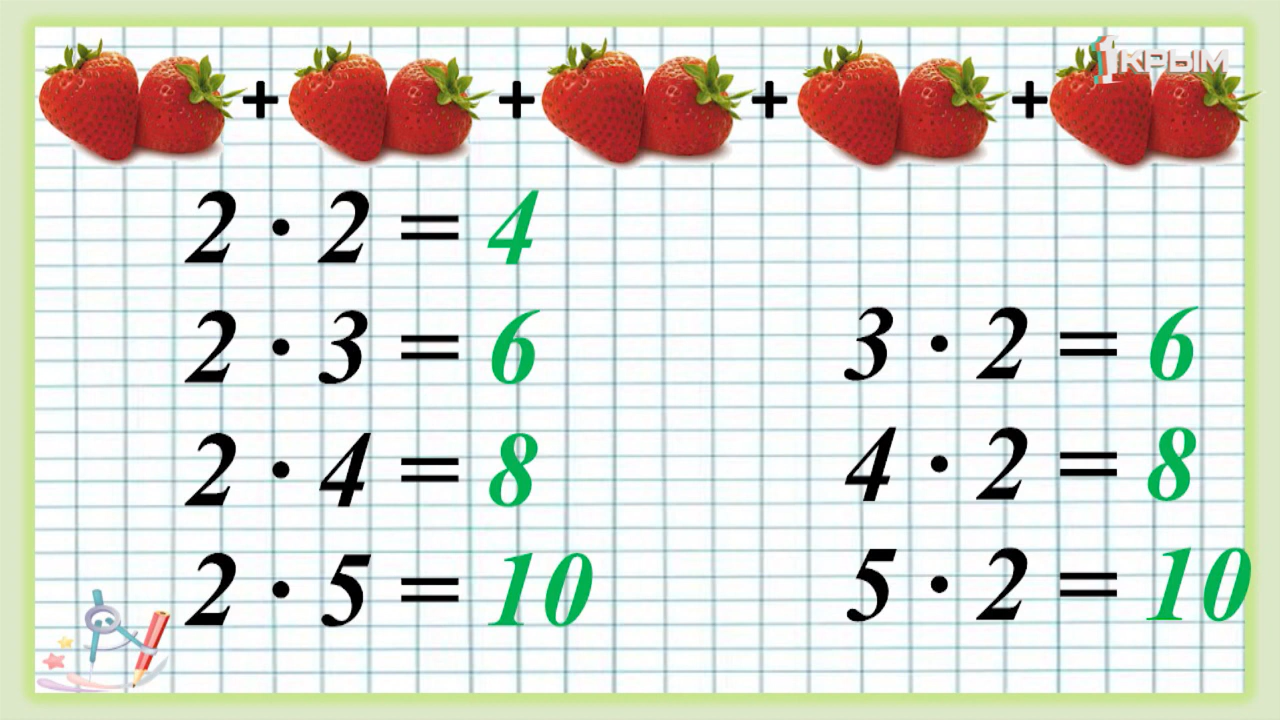 1КРЫМ
+ + + +
2 · 2 = 4
2 · 3 = 6 3 · 2 = 6
2 · 4 = 8 4 · 2 = 8
2 · 5 = 10 5 · 2 = 10